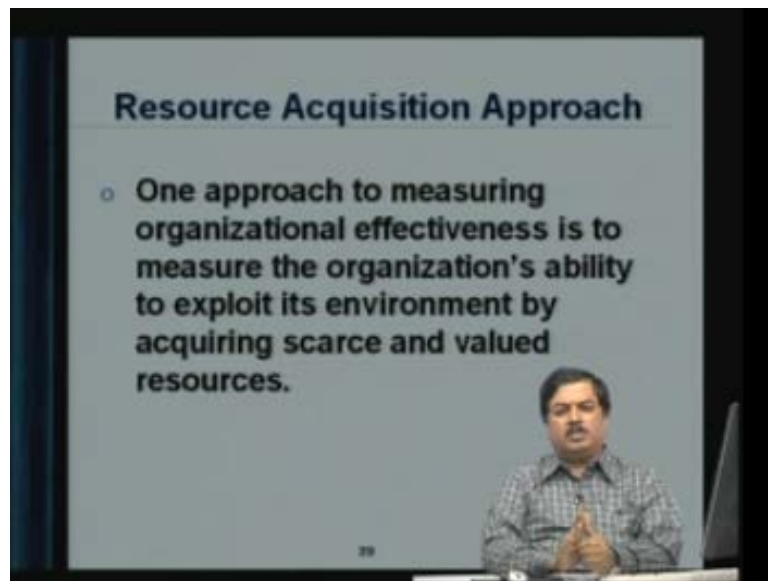 Resource Acquisition Approach
One approach to measuring
organizational effectiveness is to
measure the organization's ability
to exploit its environment by
acquiring scarce and valued
resources.
39